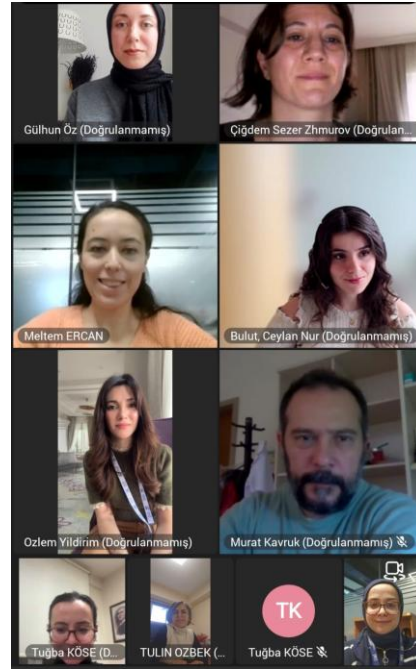 Gülhun Öz (Doğrulanmamış)
Çiğdem Sezer Zhmurov (Doğrulan...
Meltem ERCAN
Bulut, Ceylan Nur (Doğrulanmamış)
Ozlem Yildirim (Doğrulanmamış)
Murat Kavruk (Doğrulanmamış)
Tuğba KÖSE (D...
TULIN OZBEK (...
TK
Tuğba KÖSE